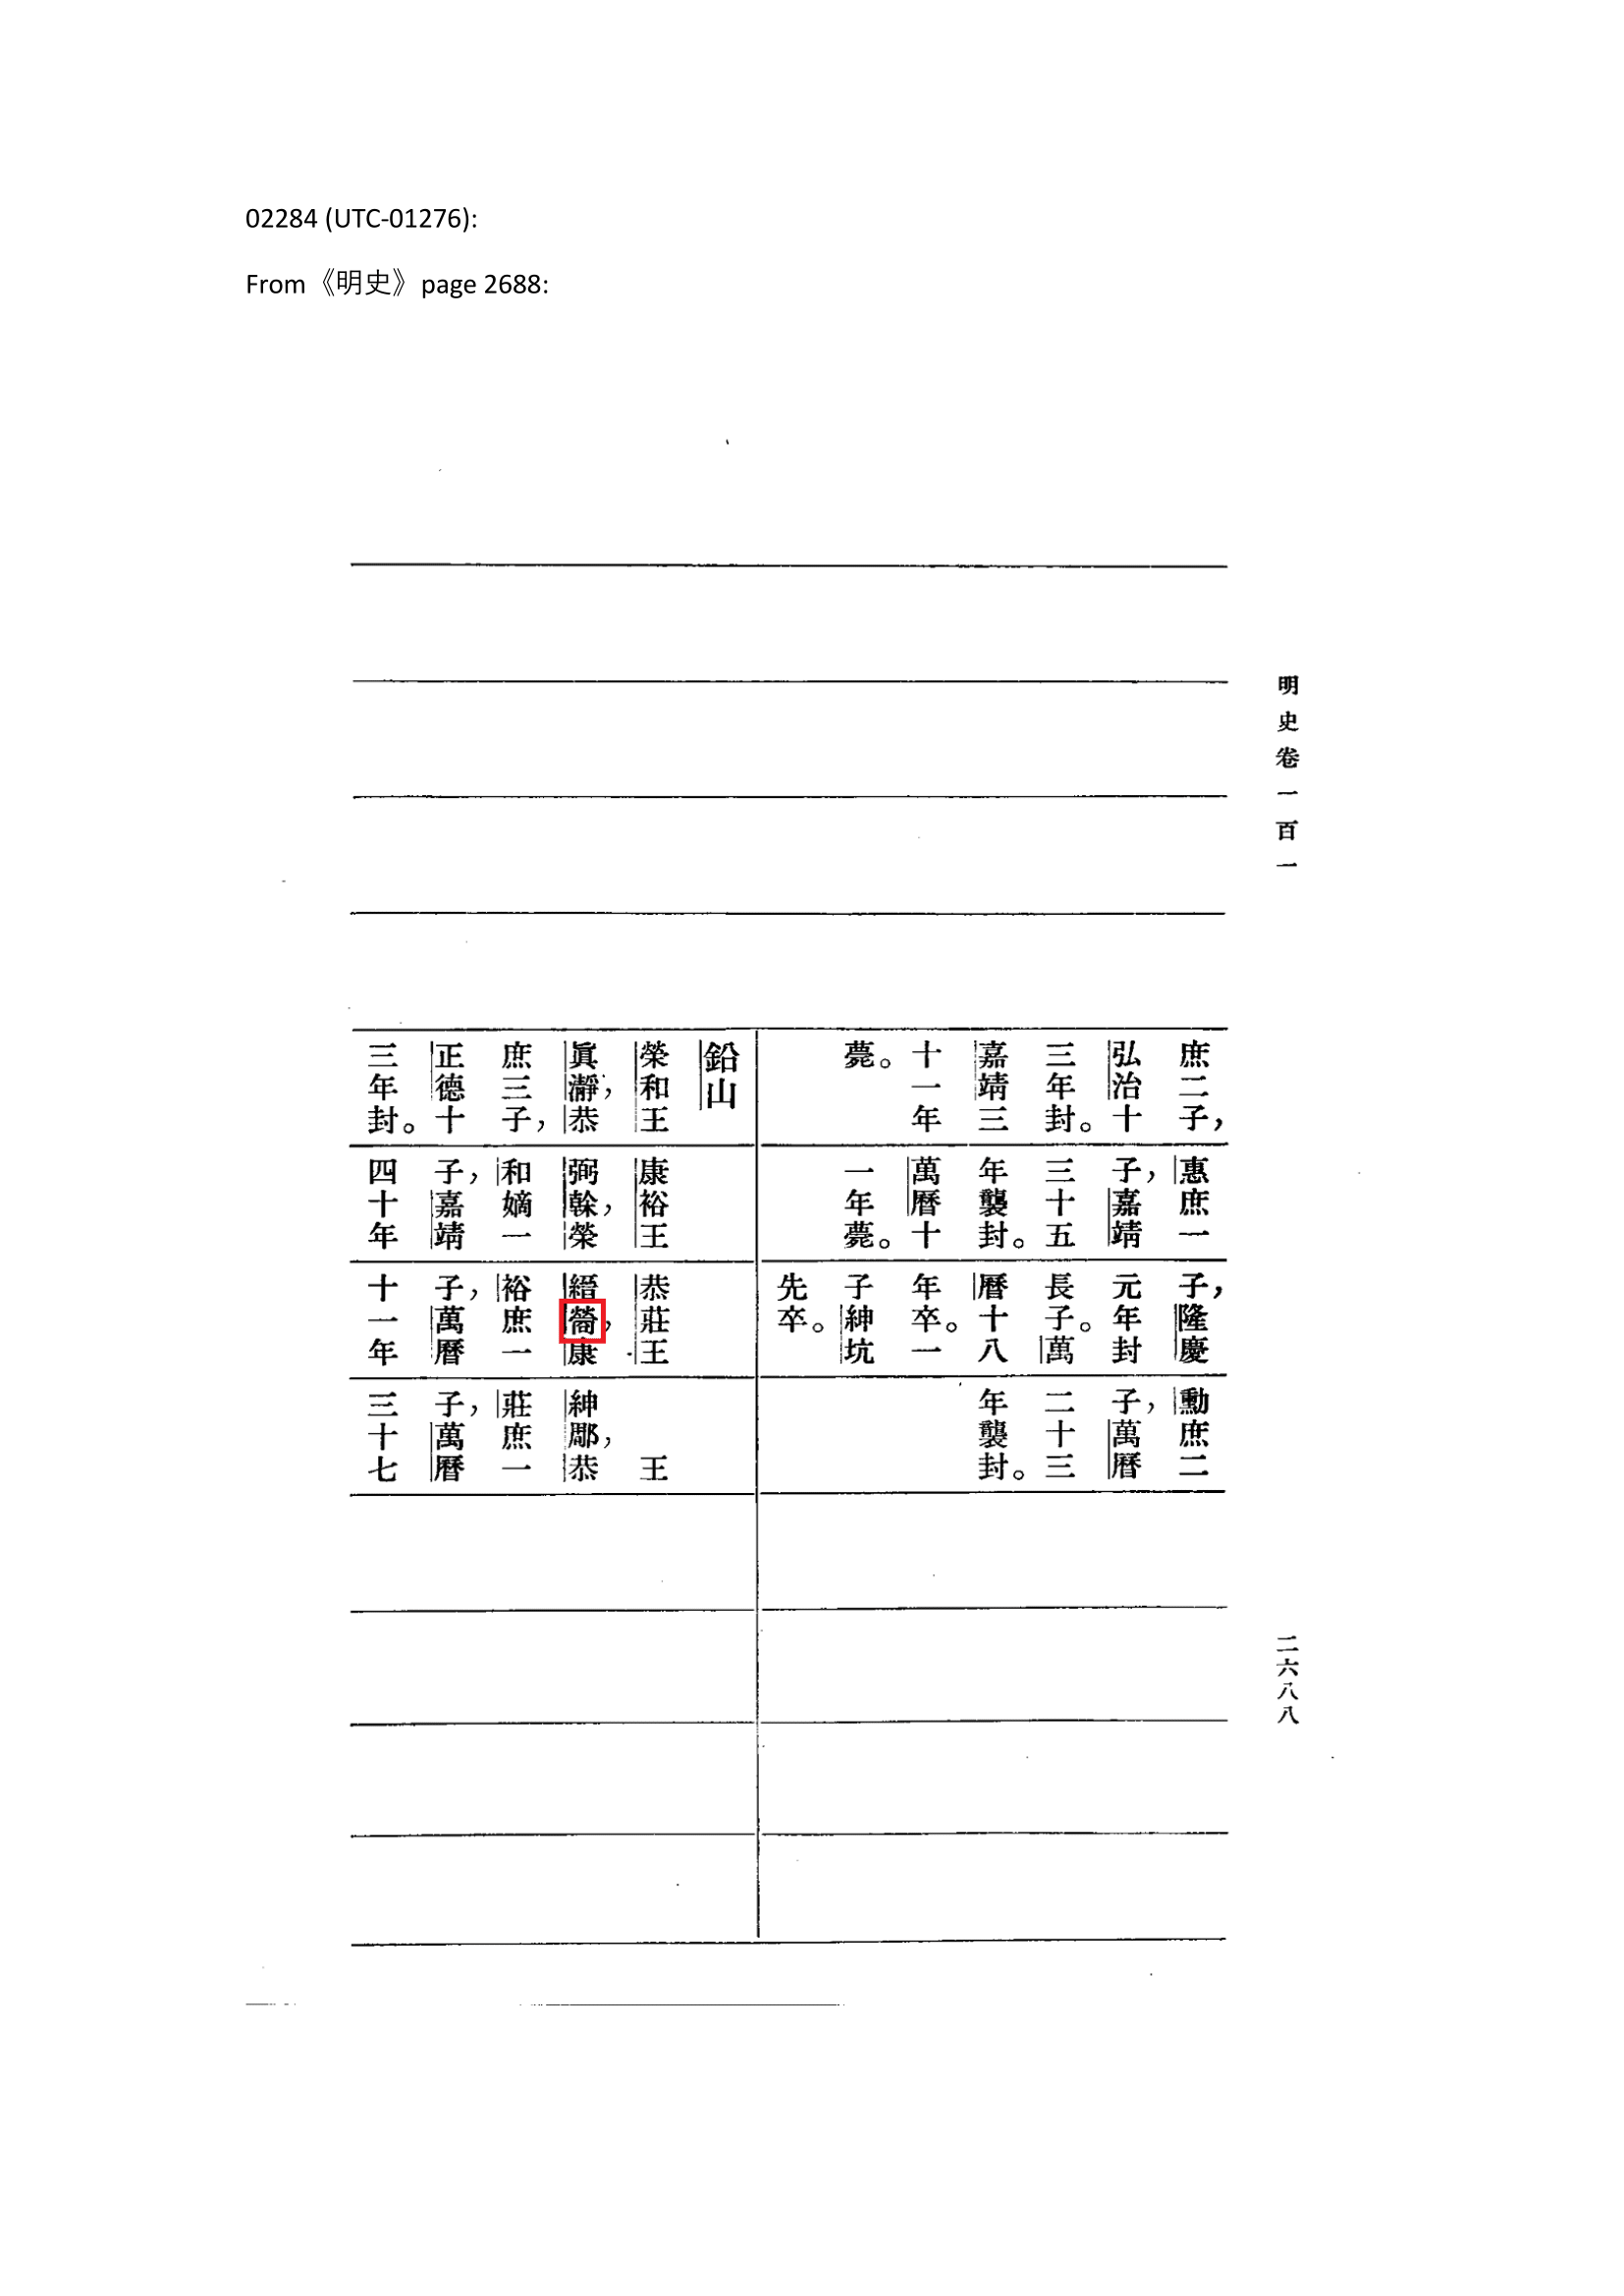 02284 (UTC-01276):
From《明史》page 2688:
明史卷一百一
庶二子，
弘治十
三年封。
嘉靖三
十一年
薨。
惠庶一
子，嘉靖
三十五
年襲封。
萬曆十
一年薨。
子，隆慶
元年封
長子。萬
曆十八
年卒。一
子紳坑
先卒。
勳庶二
子，萬曆
二十三
年襲封。
鉛山
榮和王
眞瀞，恭
庶三子，
正德十
三年封。
康裕王
弼榦，榮
和嫡一
子，嘉靖
四十年
恭莊王
縉，康
裕庶一
子，萬曆
十一年
王
紳，恭
莊庶一
子，萬曆
三十七
二六八八